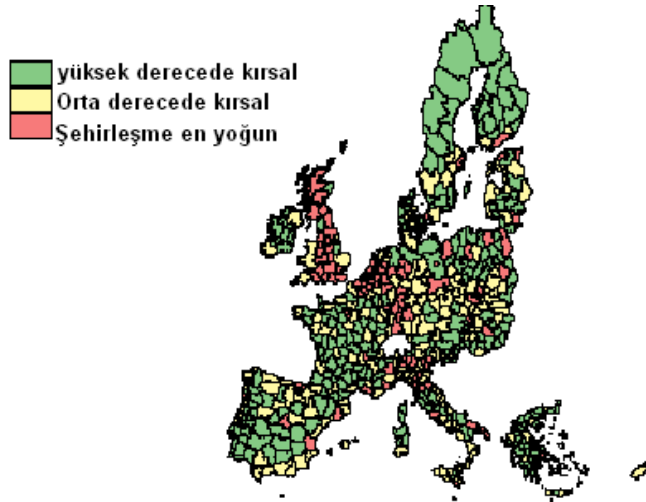 yüksek derecede kırsal
Orta derecede kırsal
Şehirleşme en yoğun